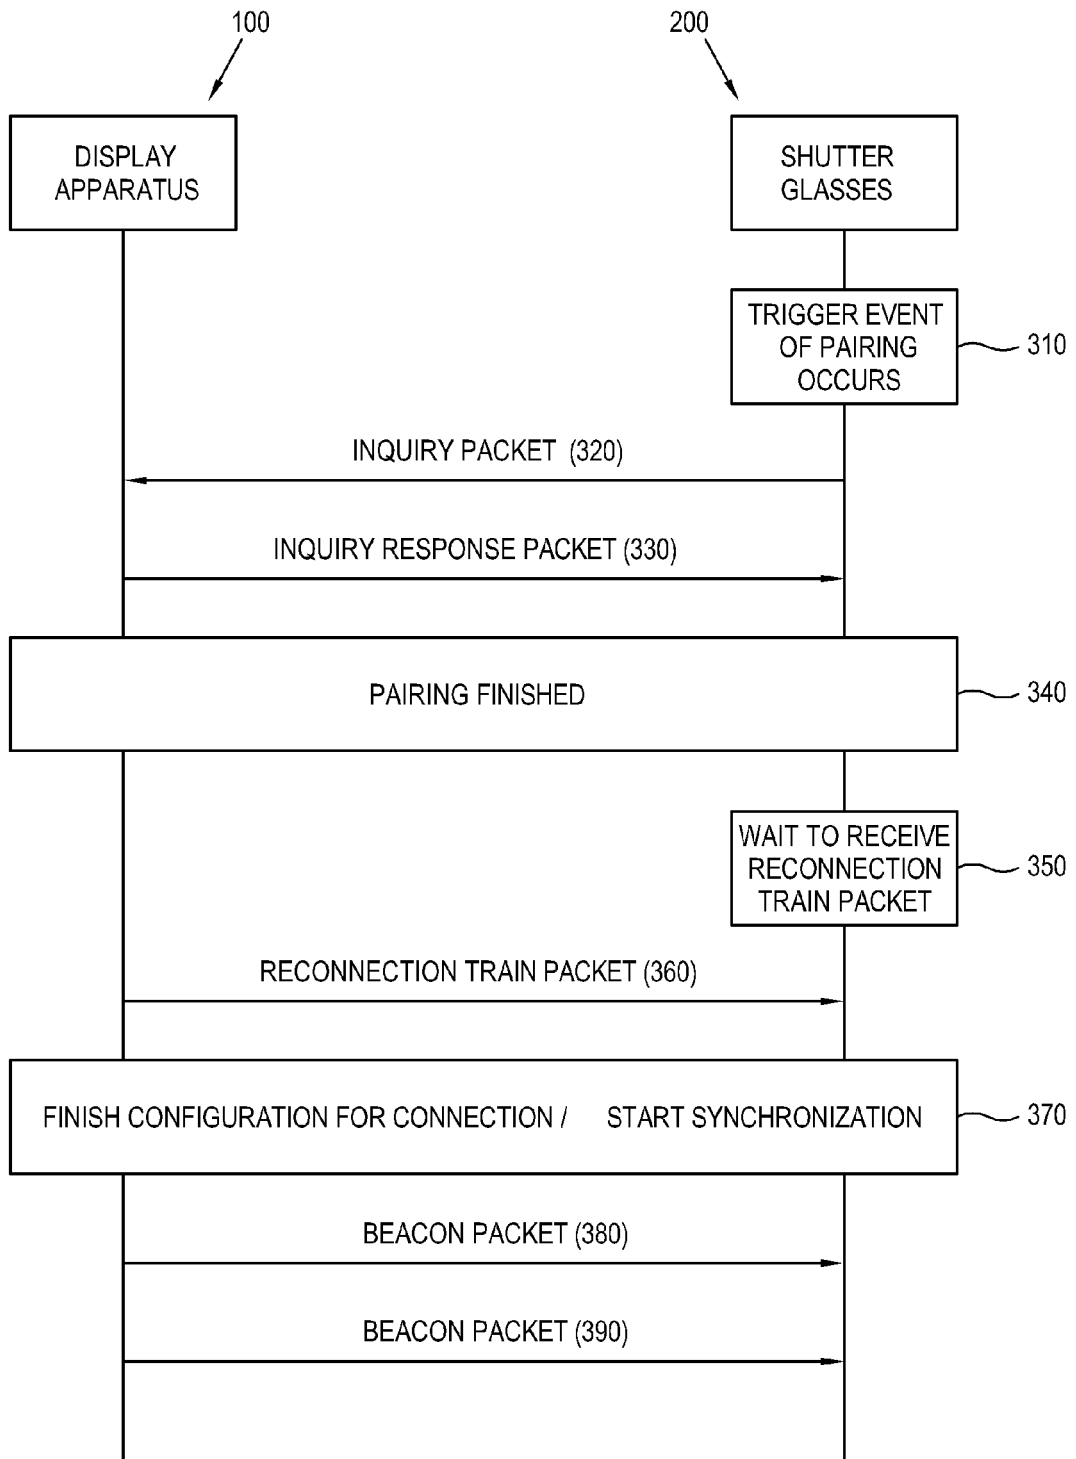 100
200
DISPLAY
APPARATUS
SHUTTER
GLASSES
TRIGGER EVENT
OF PAIRING
OCCURS
310
INQUIRY PACKET (320)
INQUIRY RESPONSE PACKET (330)
PAIRING FINISHED
340
WAIT TO RECEIVE
RECONNECTION
TRAIN PACKET
350
RECONNECTION TRAIN PACKET (360)
FINISH CONFIGURATION FOR CONNECTION / START SYNCHRONIZATION
370
BEACON PACKET (380)
BEACON PACKET (390)